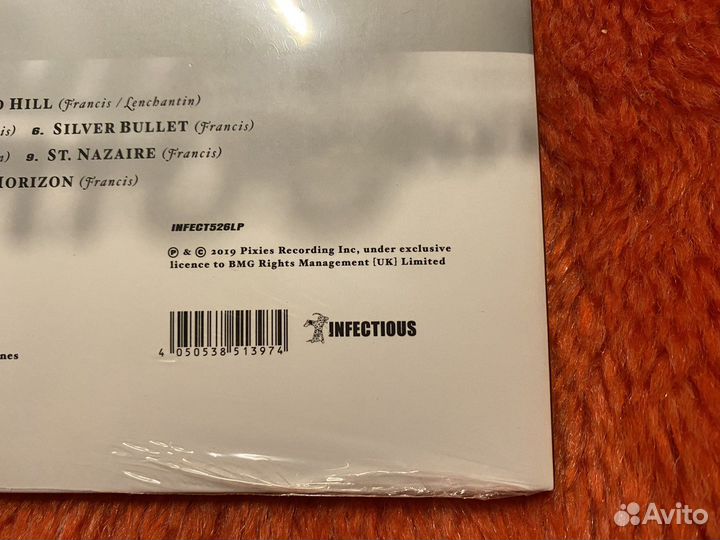 HILL (Francis / Lenchantin)
6. SILVER BULLET (Francis)
9. ST. NAZAIRE (Francis)
HORIZON (Francis)
INFECT526LP
Ⓟ & © 2019 Pixies Recording Inc, under exclusive
licence to BMG Rights Management [UK] Limited
4 050538 513974
INFECTIOUS
nes
Avito